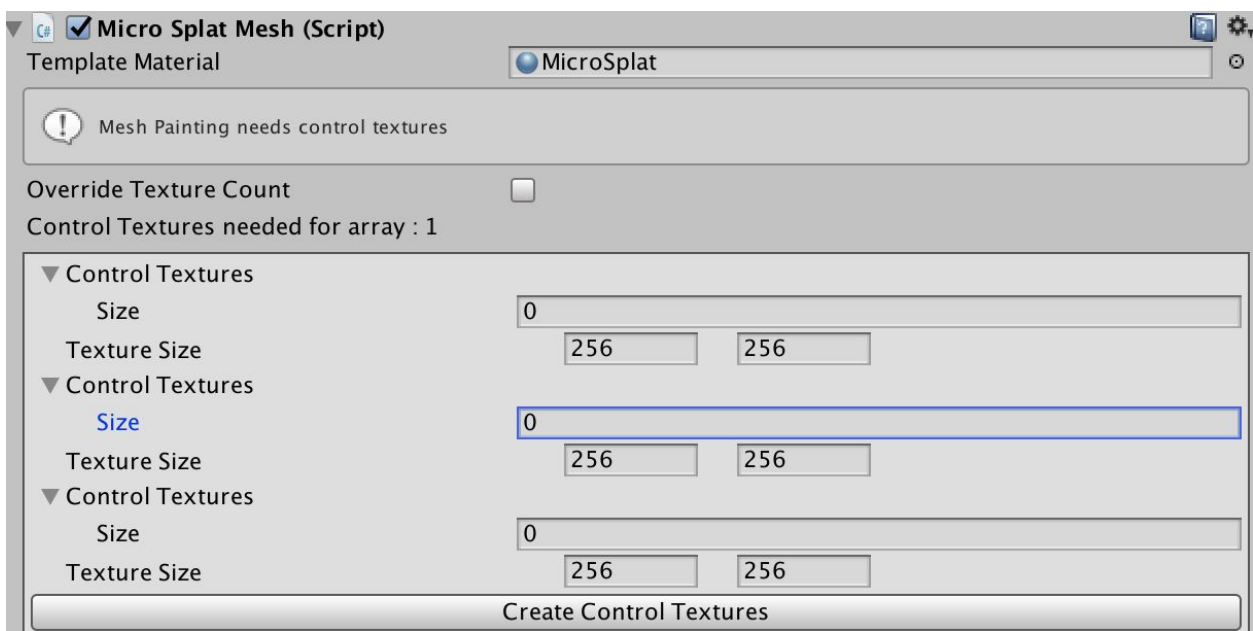 C# Micro Splat Mesh (Script)
Template Material MicroSplat
! Mesh Painting needs control textures
Override Texture Count
Control Textures needed for array : 1
Control Textures
Size 0
Texture Size 256 256
Control Textures
Size 0
Texture Size 256 256
Control Textures
Size 0
Texture Size 256 256
Create Control Textures